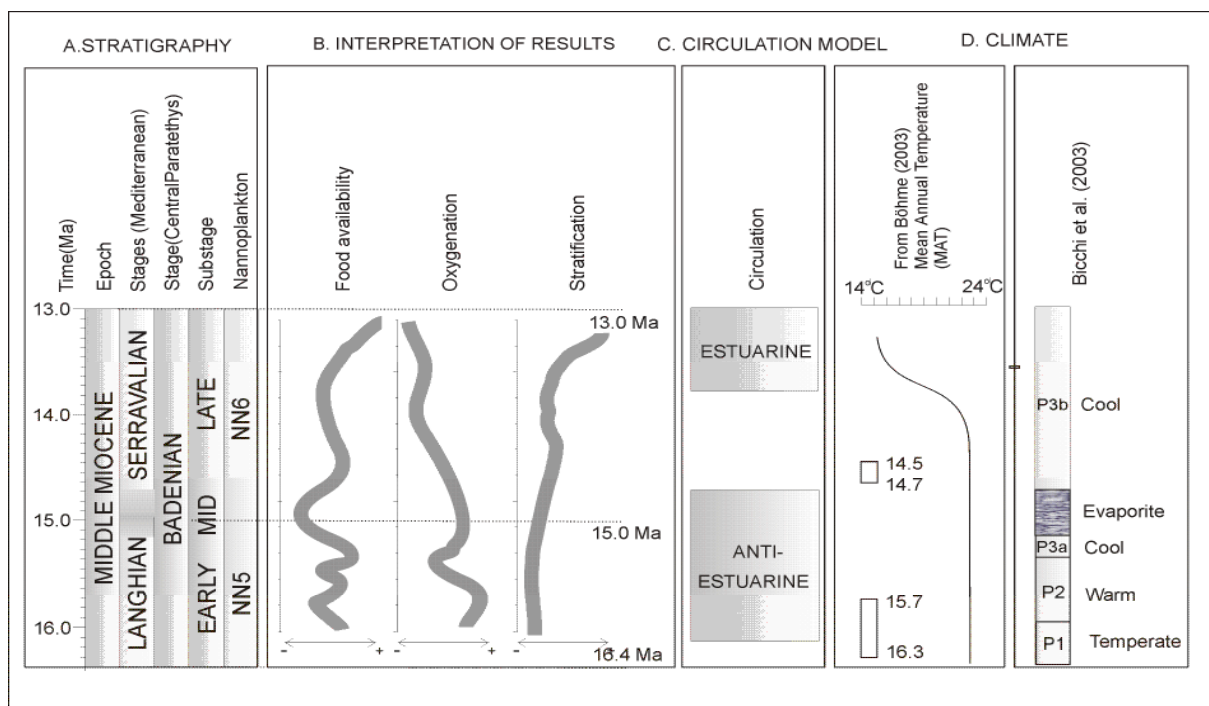 A.STRATIGRAPHY
B. INTERPRETATION OF RESULTS
C. CIRCULATION MODEL
D. CLIMATE
Time(Ma)
Epoch
Stages (Mediterranean)
Stage(CentralParatethys)
Substage
Nannoplankton
Food availability
Oxygenation
Stratification
Circulation
From Böhme (2003)
Mean Annual Temperature
(MAT)
Bicchi et al. (2003)
14°C
24°C
13.0
14.0
15.0
16.0
MIDDLE MIOCENE
LANGHIAN
SERRAVALIAN
BADENIAN
EARLY
MID
LATE
NN5
NN6
13.0 Ma
15.0 Ma
16.4 Ma
-
+
-
+
-
+
ESTUARINE
ANTI-
ESTUARINE
14.5
14.7
15.7
16.3
P3b
Cool
Evaporite
P3a
Cool
P2
Warm
P1
Temperate